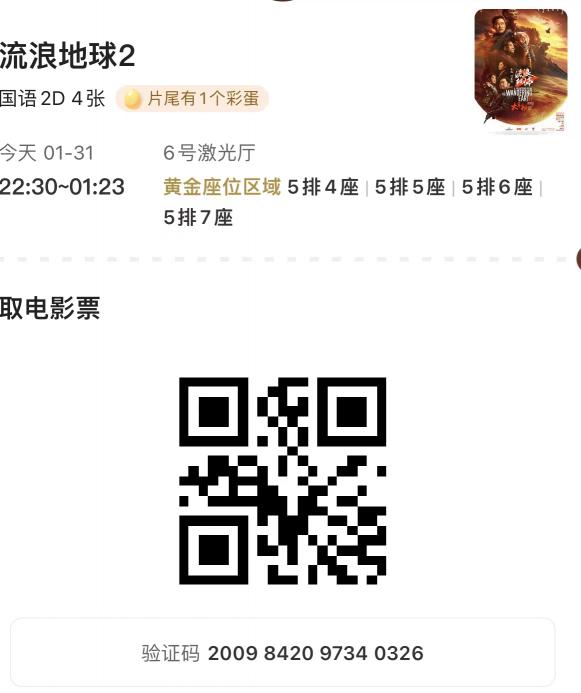 流浪地球2
国语 2D 4张 片尾有1个彩蛋
今天 01-31 6号激光厅
22:30~01:23 黄金座位区域 5排4座 | 5排5座 | 5排6座 |
5排7座
取电影票
验证码 2009 8420 9734 0326